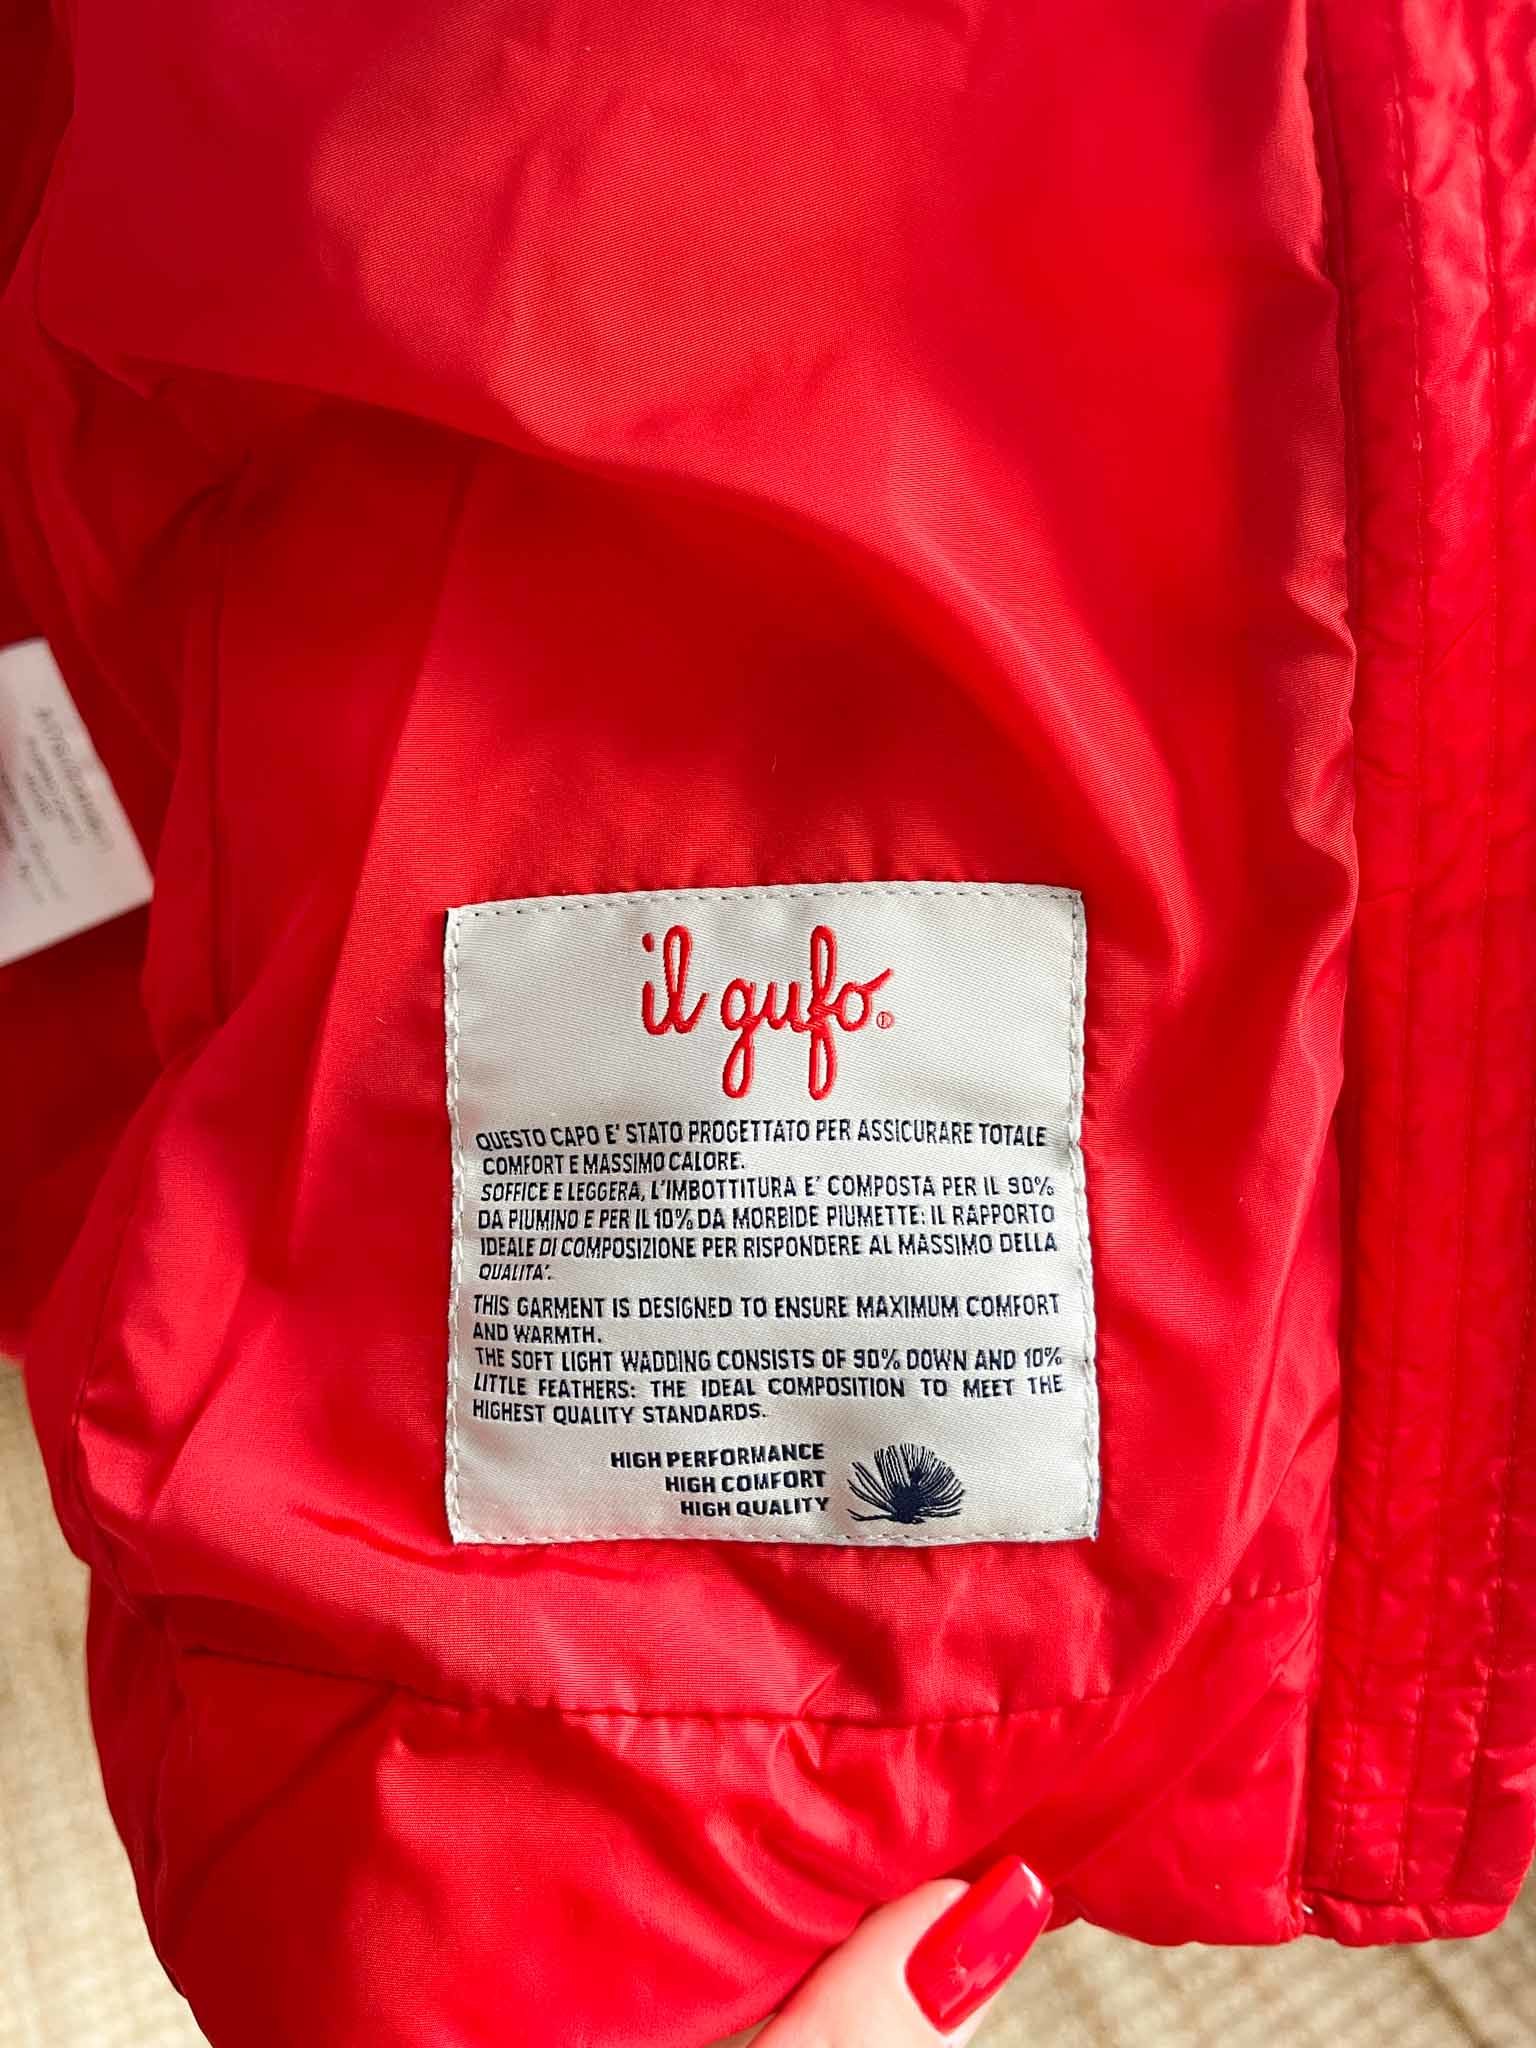 il gufo®
QUESTO CAPO E' STATO PROGETTATO PER ASSICURARE TOTALE
COMFORT E MASSIMO CALORE.
SOFFICE E LEGGERA, L'IMBOTTITURA E' COMPOSTA PER IL 90%
DA PIUMINO E PER IL 10% DA MORBIDE PIUMETTE: IL RAPPORTO
IDEALE DI COMPOSIZIONE PER RISPONDERE AL MASSIMO DELLA
QUALITA'.
THIS GARMENT IS DESIGNED TO ENSURE MAXIMUM COMFORT
AND WARMTH.
THE SOFT LIGHT WADDING CONSISTS OF 90% DOWN AND 10%
LITTLE FEATHERS: THE IDEAL COMPOSITION TO MEET THE
HIGHEST QUALITY STANDARDS.
HIGH PERFORMANCE
HIGH COMFORT
HIGH QUALITY